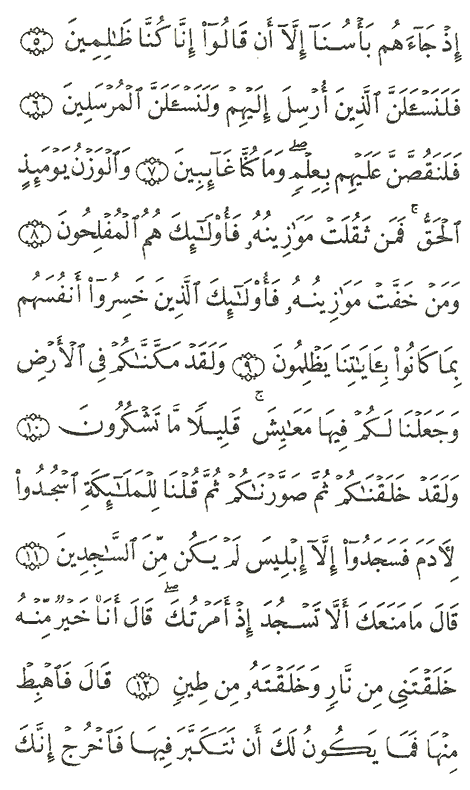 إِذْ جَآءَهُم بَأْسُنَآ إِلَّآ أَن قَالُوٓا۟ إِنَّا كُنَّا ظَـٰلِمِينَ ٥
فَلَنَسْـَٔلَنَّ ٱلَّذِينَ أُرْسِلَ إِلَيْهِمْ وَلَنَسْـَٔلَنَّ ٱلْمُرْسَلِينَ ٦
فَلَنَقُصَّنَّ عَلَيْهِم بِعِلْمٍۢ ۖ وَمَا كُنَّا غَآئِبِينَ ٧ وَٱلْوَزْنُ يَوْمَئِذٍ
ٱلْحَقُّ ۚ فَمَن ثَقُلَتْ مَوَٰزِينُهُۥ فَأُو۟لَـٰٓئِكَ هُمُ ٱلْمُفْلِحُونَ ٨
وَمَنْ خَفَّتْ مَوَٰزِينُهُۥ فَأُو۟لَـٰٓئِكَ ٱلَّذِينَ خَسِرُوٓا۟ أَنفُسَهُم
بِمَا كَانُوا۟ بِـَٔايَـٰتِنَا يَظْلِمُونَ ٩ وَلَقَدْ مَكَّنَّـٰكُمْ فِى ٱلْأَرْضِ
وَجَعَلْنَا لَكُمْ فِيهَا مَعَـٰيِشَ ۗ قَلِيلًا مَّا تَشْكُرُونَ ١٠
وَلَقَدْ خَلَقْنَـٰكُمْ ثُمَّ صَوَّرْنَـٰكُمْ ثُمَّ قُلْنَا لِلْمَلَـٰٓئِكَةِ ٱسْجُدُوا۟
لِـَٔادَمَ فَسَجَدُوٓا۟ إِلَّآ إِبْلِيسَ لَمْ يَكُن مِّنَ ٱلسَّـٰجِدِينَ ١١
قَالَ مَا مَنَعَكَ أَلَّا تَسْجُدَ إِذْ أَمَرْتُكَ ۖ قَالَ أَنَا۠ خَيْرٌۭ مِّنْهُ
خَلَقْتَنِى مِن نَّارٍۢ وَخَلَقْتَهُۥ مِن طِينٍۢ ١٢ قَالَ فَٱهْبِطْ
مِنْهَا فَمَا يَكُونُ لَكَ أَن تَتَكَبَّرَ فِيهَا فَٱخْرُجْ إِنَّكَ